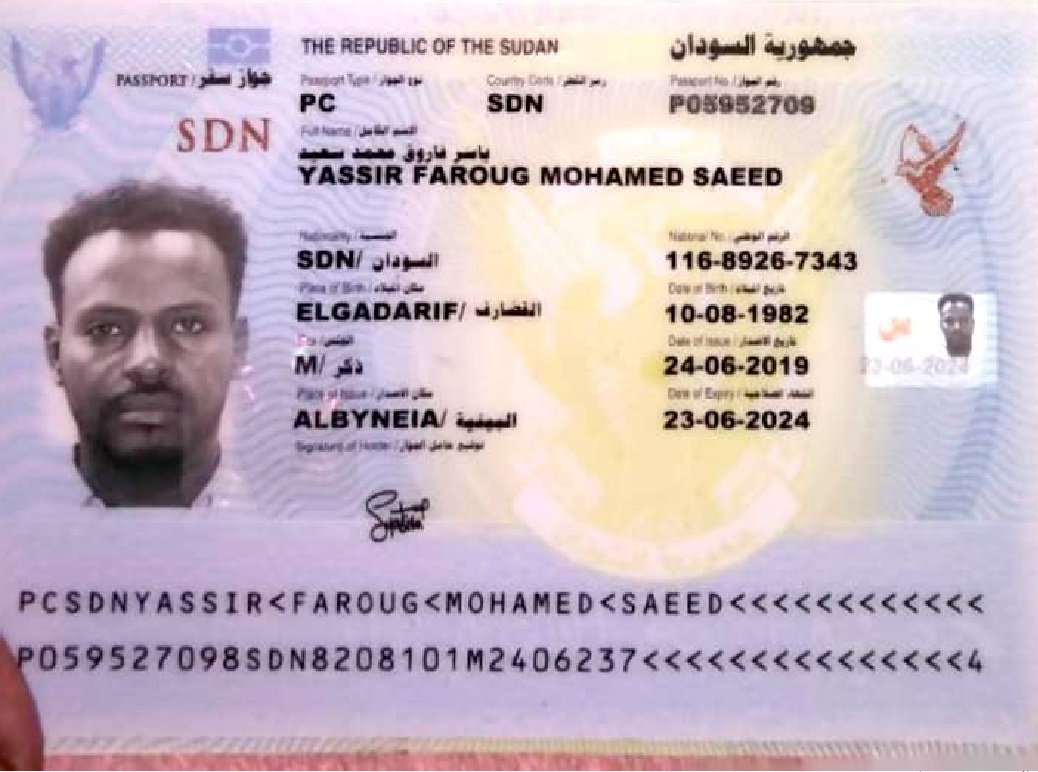 THE REPUBLIC OF THE SUDAN جمهورية السودان
PASSPORT / جواز سفر
Passport Type / نوع الجواز Country Code / رمز القطر Passport No. / رقم الجواز
PC SDN P05952709
SDN
Full Name / الاسم الكامل
ياسر فاروق محمد سعيد
YASSIR FAROUG MOHAMED SAEED
Nationality / الجنسية National No. / الرقم الوطني
SDN/ السودان 116-8926-7343
Place of Birth / مكان الميلاد Date of Birth / تاريخ الميلاد
ELGADARIF/ القضارف 10-08-1982
Sex / الجنس Date of Issue / تاريخ الاصدار
M/ ذكر 24-06-2019
23-06-2024
Place of Issue / مكان الاصدار Date of Expiry / انتهاء الصلاحية
ALBYNEIA/ البينية 23-06-2024
Signature of Holder / توقيع حامل الجواز
PCSDNYASSIR<FAROUG<MOHAMED<SAEED<<<<<<<<<<<<
P059527098SDN8208101M2406237<<<<<<<<<<<<<<<4